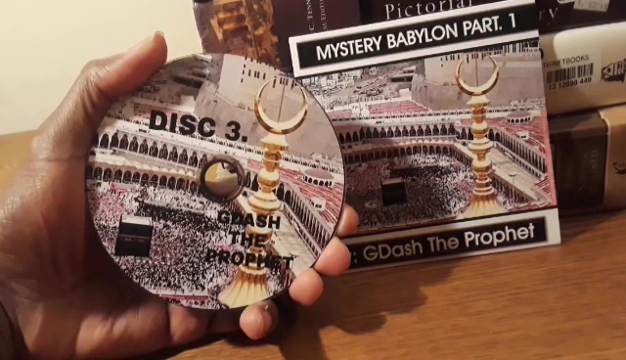 Pictorial
MYSTERY BABYLON PART. 1
DISC 3.
GDASH
THE
PROPHET
: GDash The Prophet